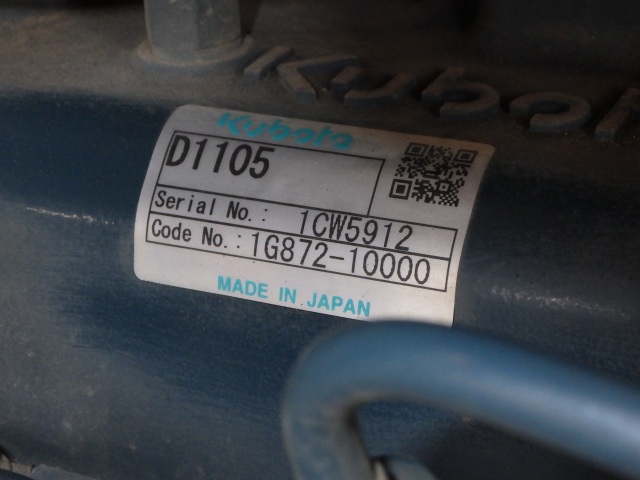 Kubota
Kubota
D1105
Serial No.: 1CW5912
Code No.: 1G872-10000
MADE IN JAPAN